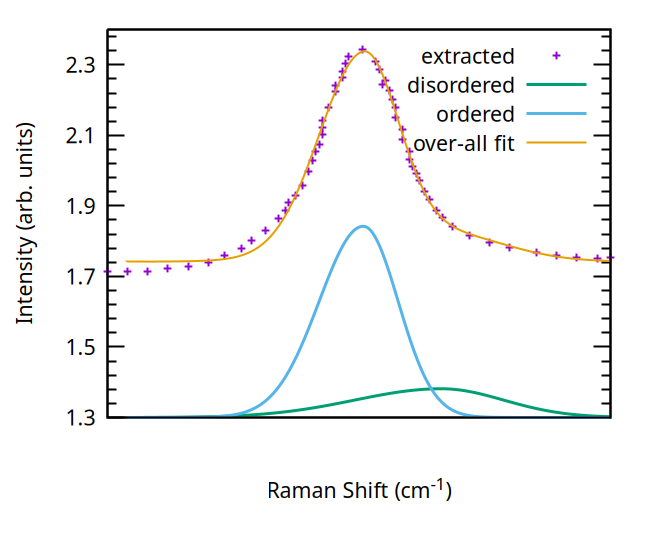 Intensity (arb. units)
2.3
2.1
1.9
1.7
1.5
1.3
extracted
disordered
ordered
over-all fit
Raman Shift (cm⁻¹)